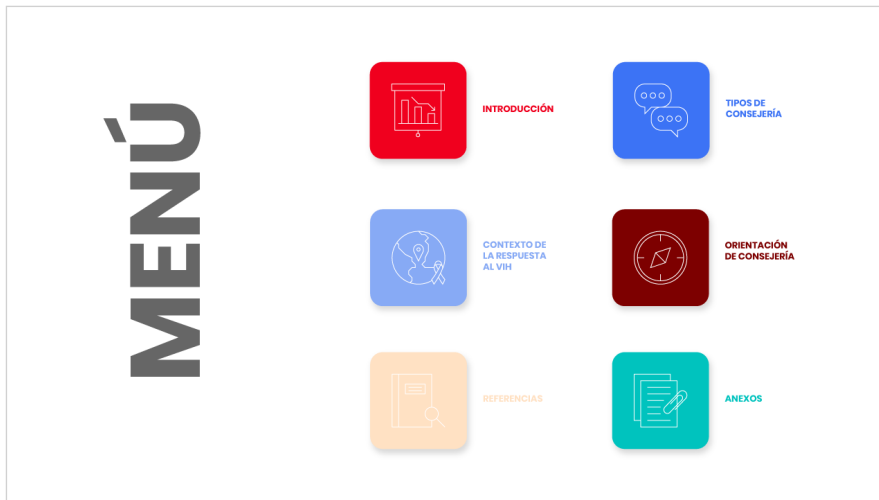 MENÚ
INTRODUCCIÓN
TIPOS DE
CONSEJERÍA
CONTEXTO DE
LA RESPUESTA
AL VIH
ORIENTACIÓN
DE CONSEJERÍA
REFERENCIAS
ANEXOS